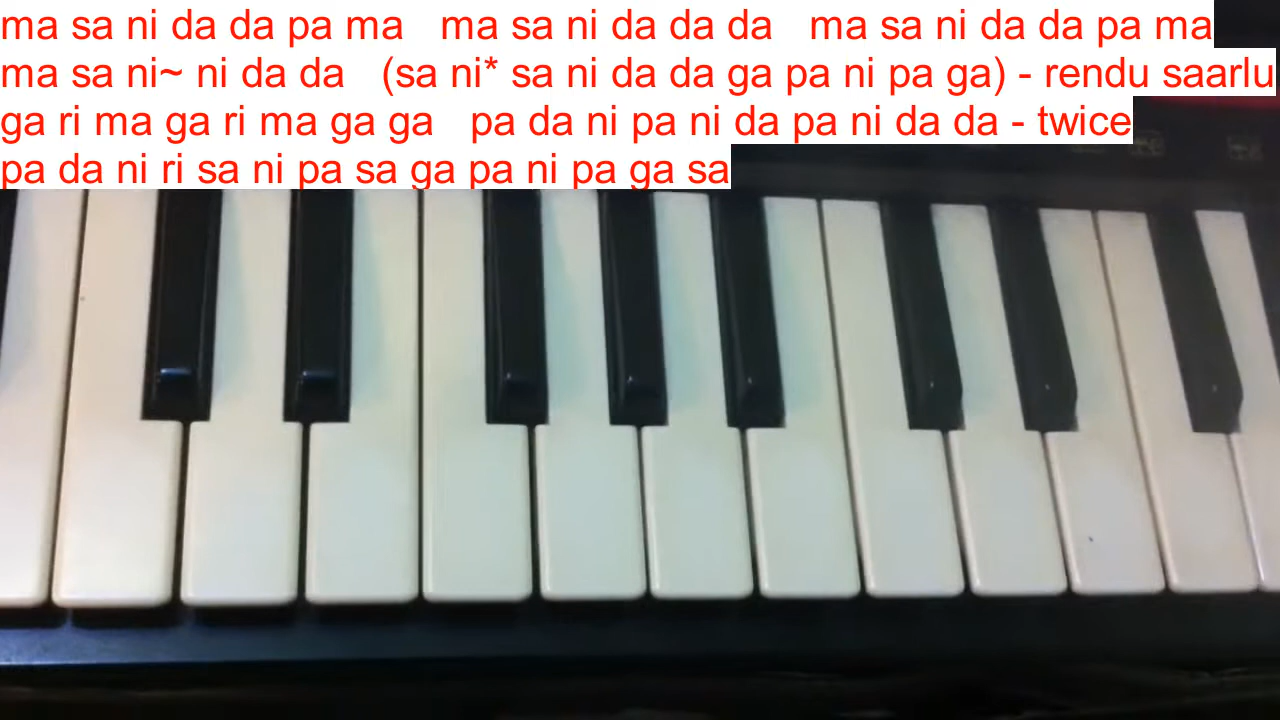 ma sa ni da da pa ma   ma sa ni da da da   ma sa ni da da pa ma
ma sa ni~ ni da da   (sa ni* sa ni da da ga pa ni pa ga) - rendu saarlu
ga ri ma ga ri ma ga ga   pa da ni pa ni da pa ni da da - twice
pa da ni ri sa ni pa sa ga pa ni pa ga sa